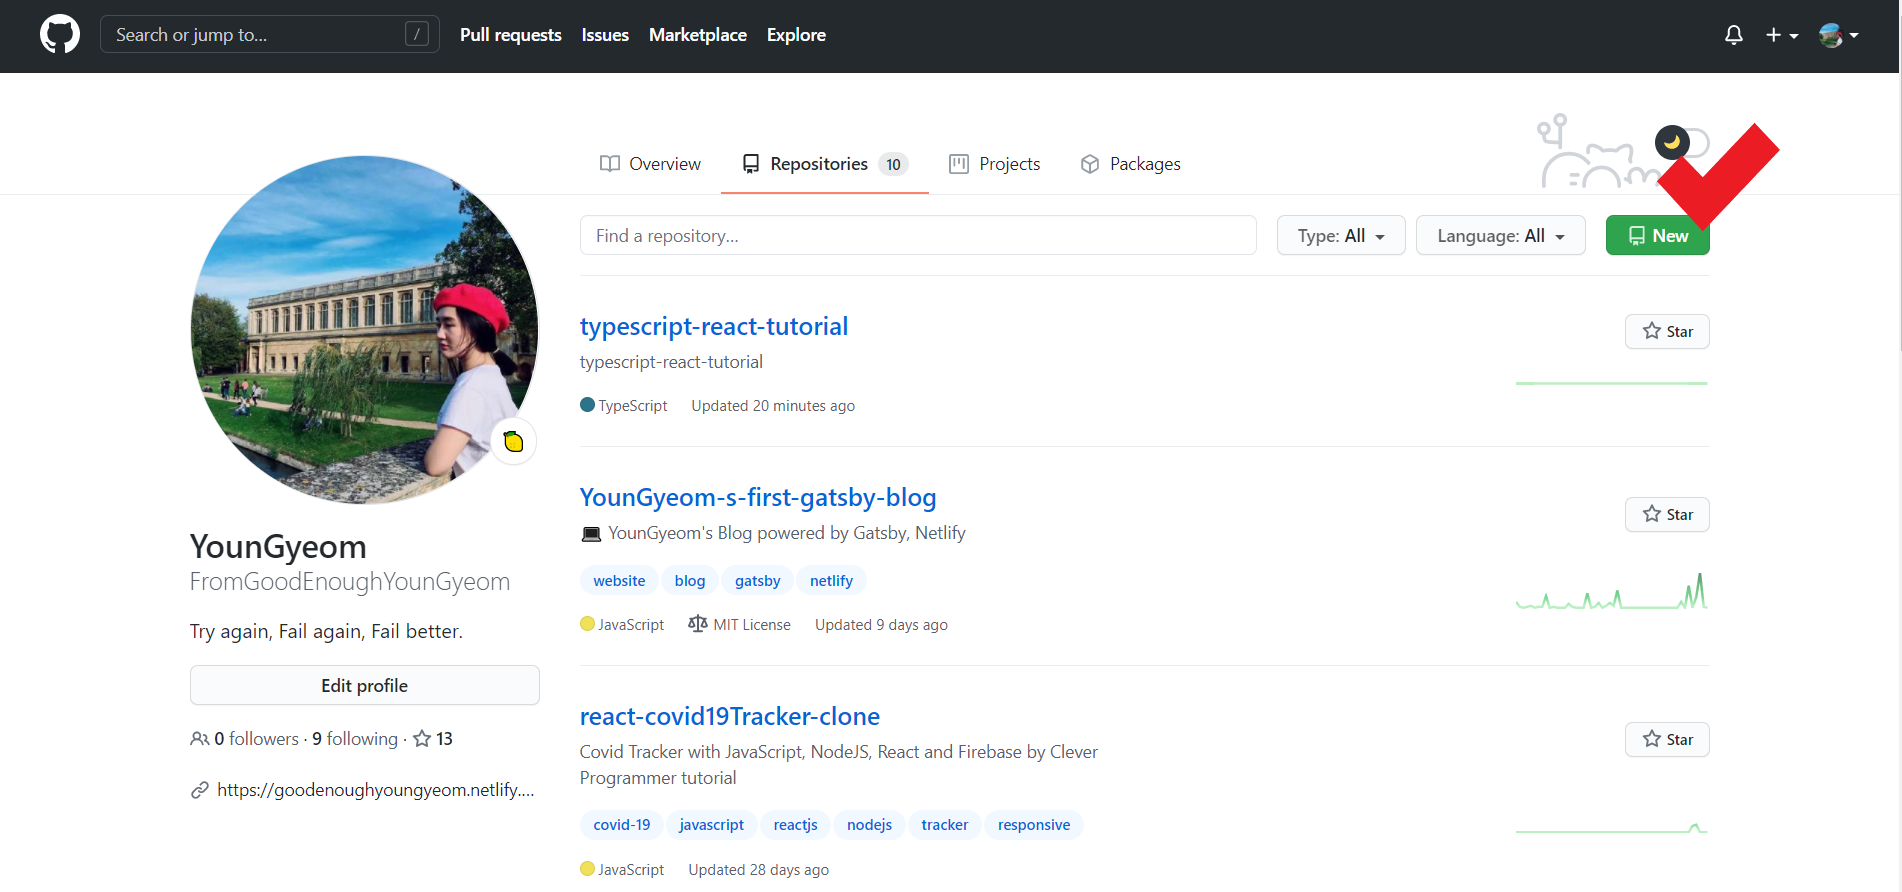 Search or jump to...
/
Pull requests
Issues
Marketplace
Explore
Overview
Repositories 10
Projects
Packages
Find a repository...
Type: All
Language: All
New
YounGyeom
FromGoodEnoughYounGyeom
Try again, Fail again, Fail better.
Edit profile
0 followers · 9 following · 13
https://goodenoughyoungyeom.netlify....
typescript-react-tutorial
Star
typescript-react-tutorial
TypeScript Updated 20 minutes ago
YounGyeom-s-first-gatsby-blog
Star
YounGyeom's Blog powered by Gatsby, Netlify
website blog gatsby netlify
JavaScript MIT License Updated 9 days ago
react-covid19Tracker-clone
Star
Covid Tracker with JavaScript, NodeJS, React and Firebase by Clever
Programmer tutorial
covid-19 javascript reactjs nodejs tracker responsive
JavaScript Updated 28 days ago